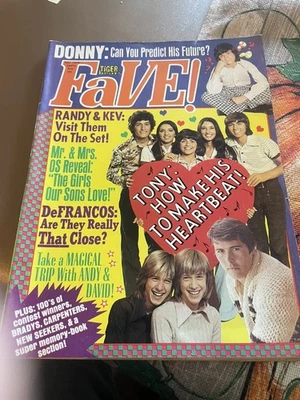 DONNY: Can You Predict His Future?
TIGER BEAT'S
FaVE!
RANDY & KEV:
Visit Them
On The Set!
Mr. & Mrs.
OS Reveal:
"The Girls
Our Sons Love!"
DeFRANCOS:
Are They Really
That Close?
Take a MAGICAL
TRIP With ANDY &
DAVID!
TONY:
HOW
TO MAKE HIS
HEARTBEAT!
PLUS: 100's of
contest winners,
BRADYS, CARPENTERS,
NEW SEEKERS, & a
super memory-book
section!